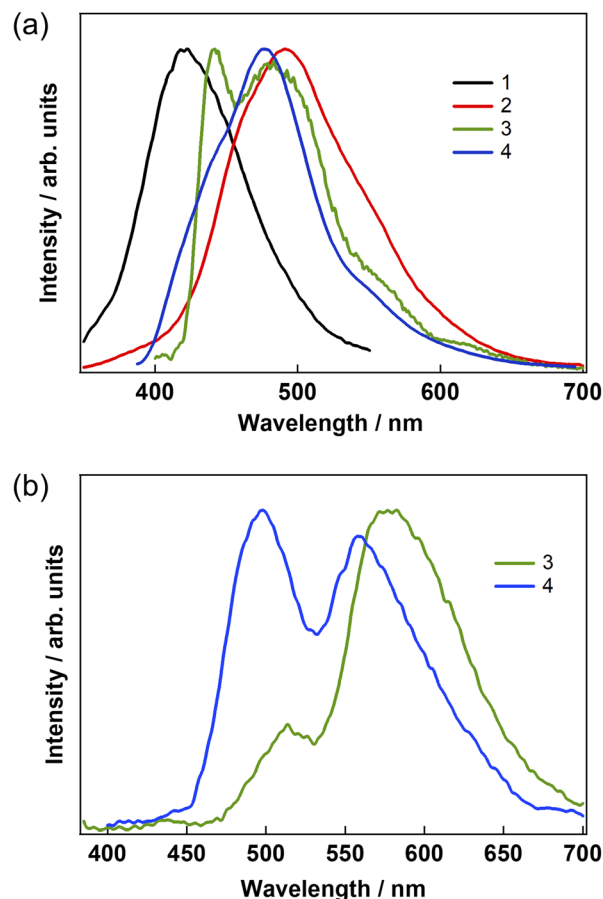 (a)
Intensity / arb. units
1
2
3
4
400 500 600 700
Wavelength / nm
(b)
Intensity / arb. units
3
4
400 450 500 550 600 650 700
Wavelength / nm